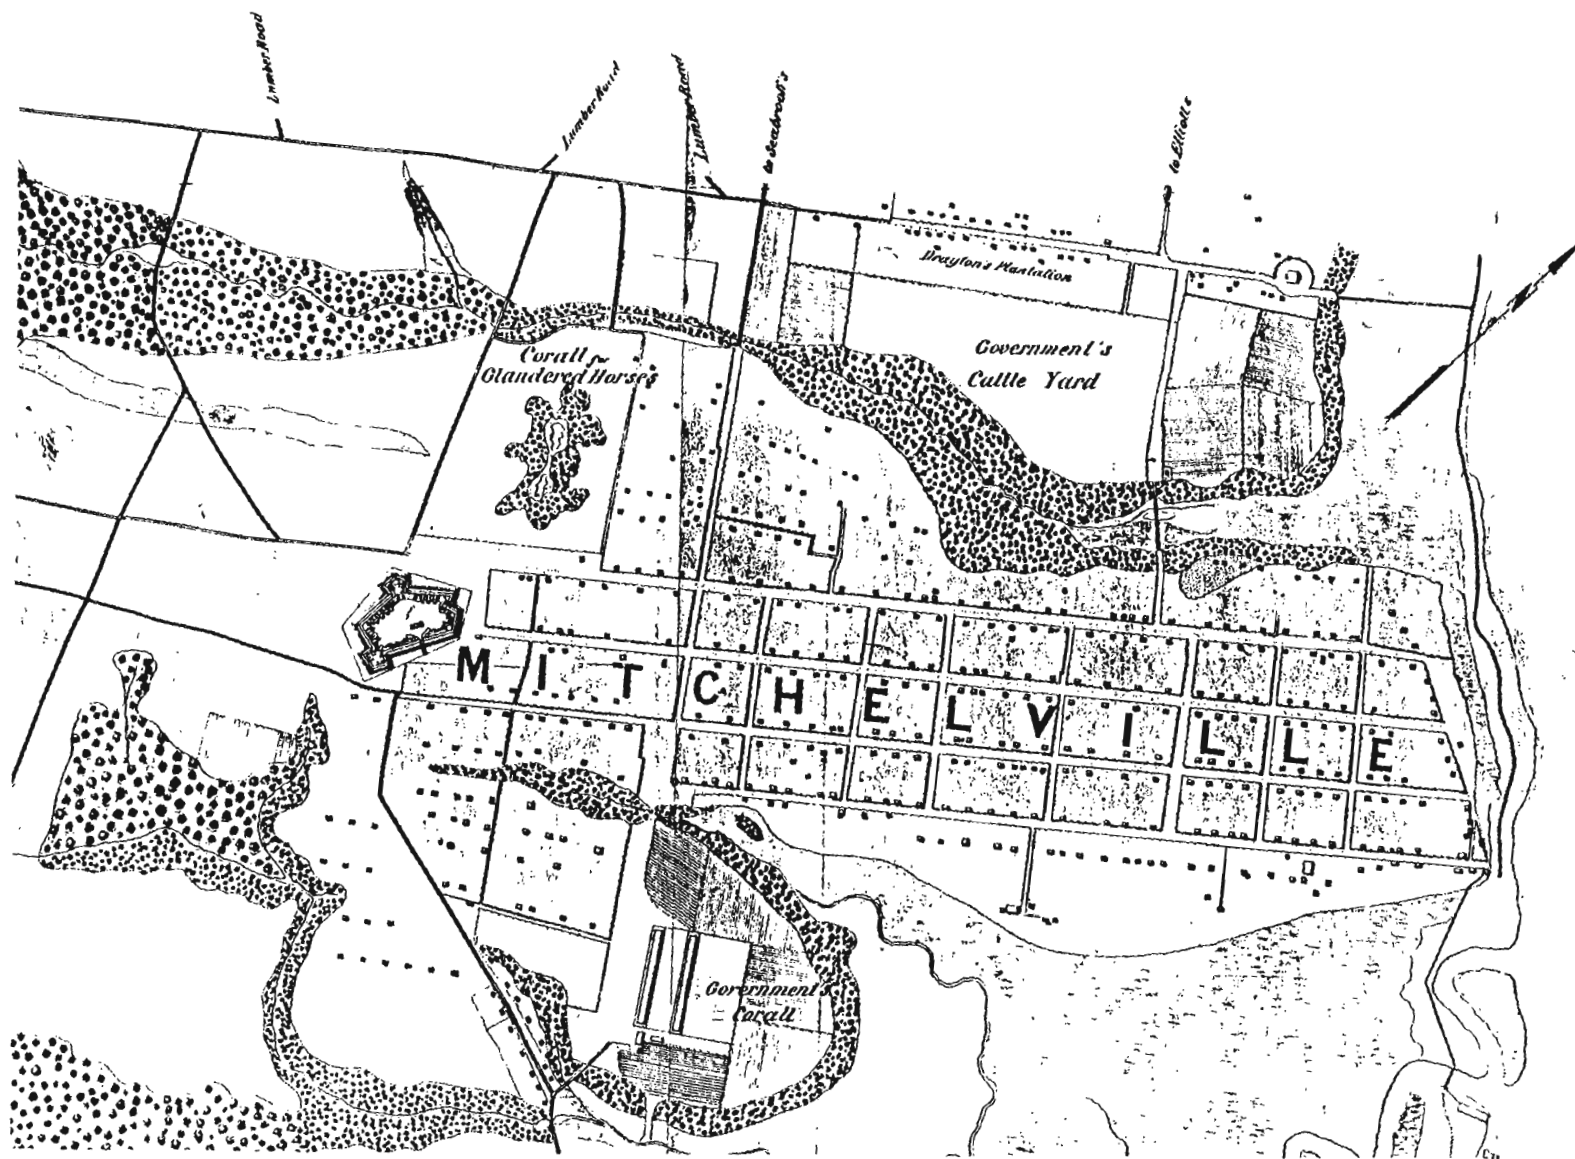 Lumber Road
Lumber Road
Lumber Road
Lumber
to Seabrook's
to Elliott's
Drayton's Plantation
Government's
Cattle Yard
Corall for
Glandered Horses
MITCHELVILLE
Government's
Corall